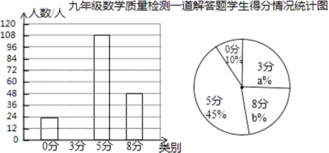 九年级数学质量检测一道解答题学生得分情况统计图
人数/人
120
108
96
84
72
60
48
36
24
12
0分 3分 5分 8分 类别
0分
10%
3分
a%
5分
45%
8分
b%